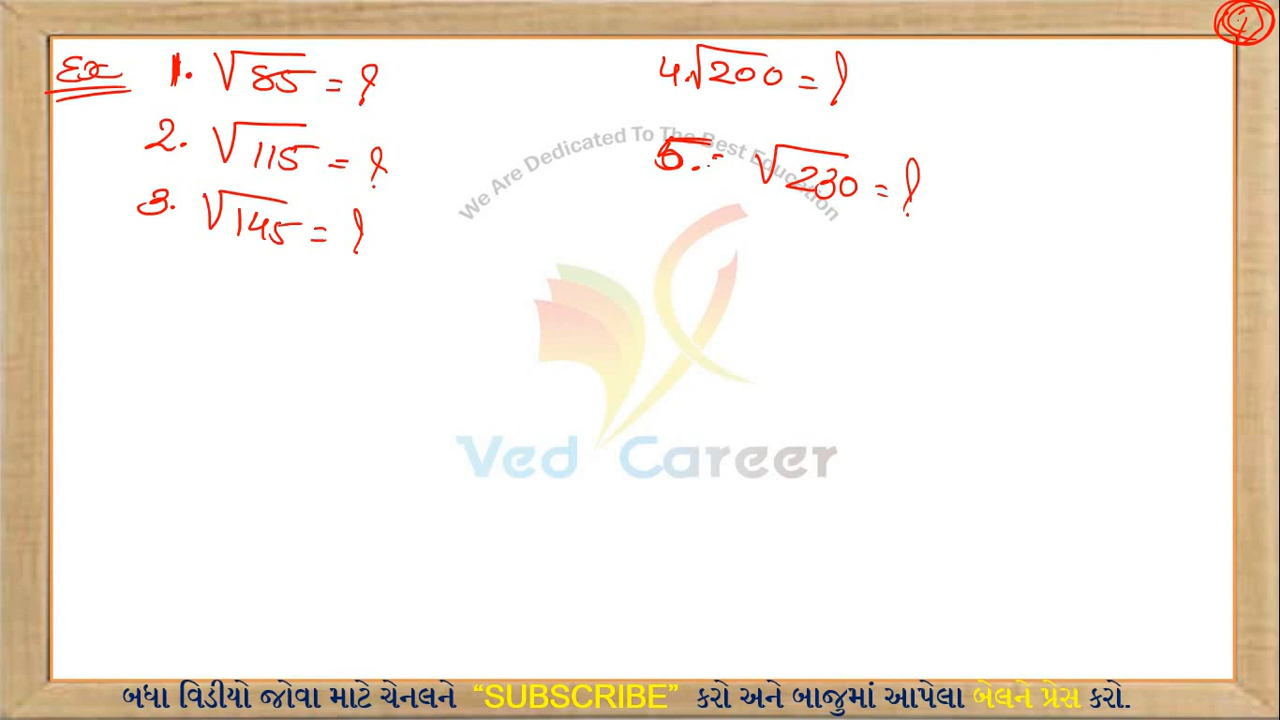 Ex 1. √85 = ?
2. √115 = ?
3. √145 = ?
4 √200 = ?
5. √230 = ?
We Are Dedicated To The Best Education
Ved Career
બધા વિડીયો જોવા માટે ચેનલને “SUBSCRIBE” કરો અને બાજુમાં આપેલા બેલને પ્રેસ કરો.